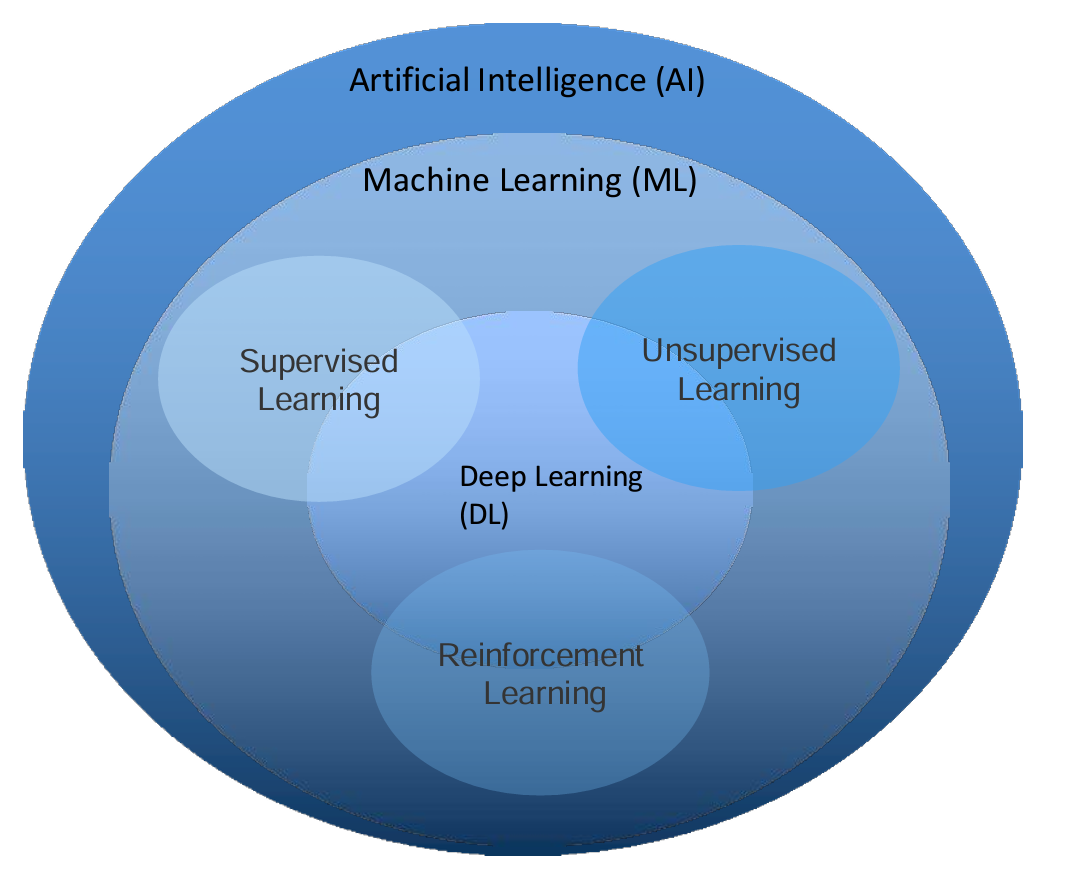 Artificial Intelligence (AI)
Machine Learning (ML)
Supervised
Learning
Unsupervised
Learning
Deep Learning
(DL)
Reinforcement
Learning